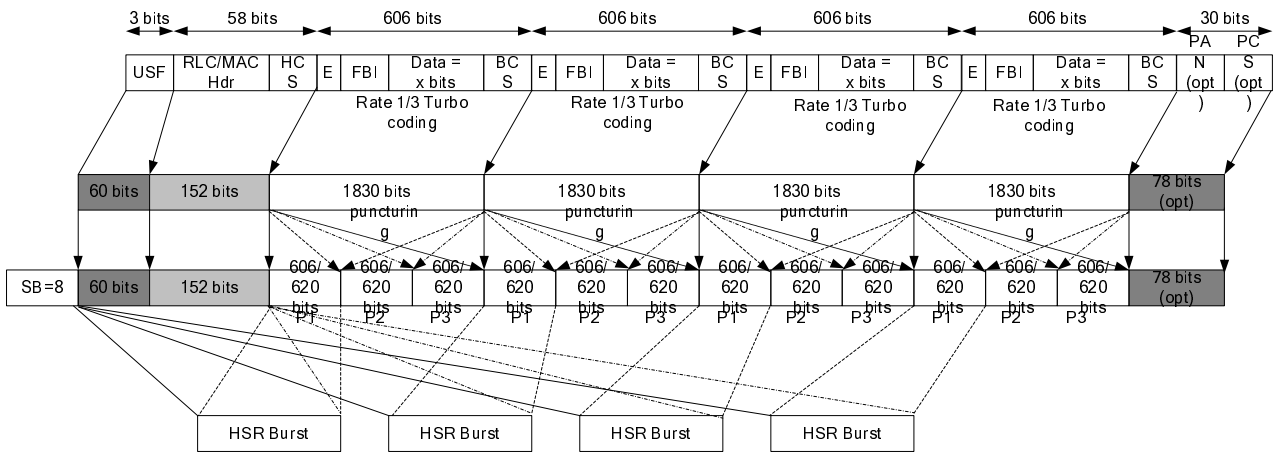 3 bits 58 bits 606 bits 606 bits 606 bits 606 bits 30 bits
USF RLC/MAC Hdr HC S E FBI Data = x bits BC S E FBI Data = x bits BC S E FBI Data = x bits BC S E FBI Data = x bits BC S PA N (opt ) PC S (opt )
Rate 1/3 Turbo coding Rate 1/3 Turbo coding Rate 1/3 Turbo coding Rate 1/3 Turbo coding
60 bits 152 bits 1830 bits puncturin g 1830 bits puncturin g 1830 bits puncturin g 1830 bits puncturin g 78 bits (opt)
SB=8 60 bits 152 bits 606/ 620 bits P1 606/ 620 bits P2 606/ 620 bits P3 606/ 620 bits P1 606/ 620 bits P2 606/ 620 bits P3 606/ 620 bits P1 606/ 620 bits P2 606/ 620 bits P3 606/ 620 bits P1 606/ 620 bits P2 606/ 620 bits P3 78 bits (opt)
HSR Burst HSR Burst HSR Burst HSR Burst